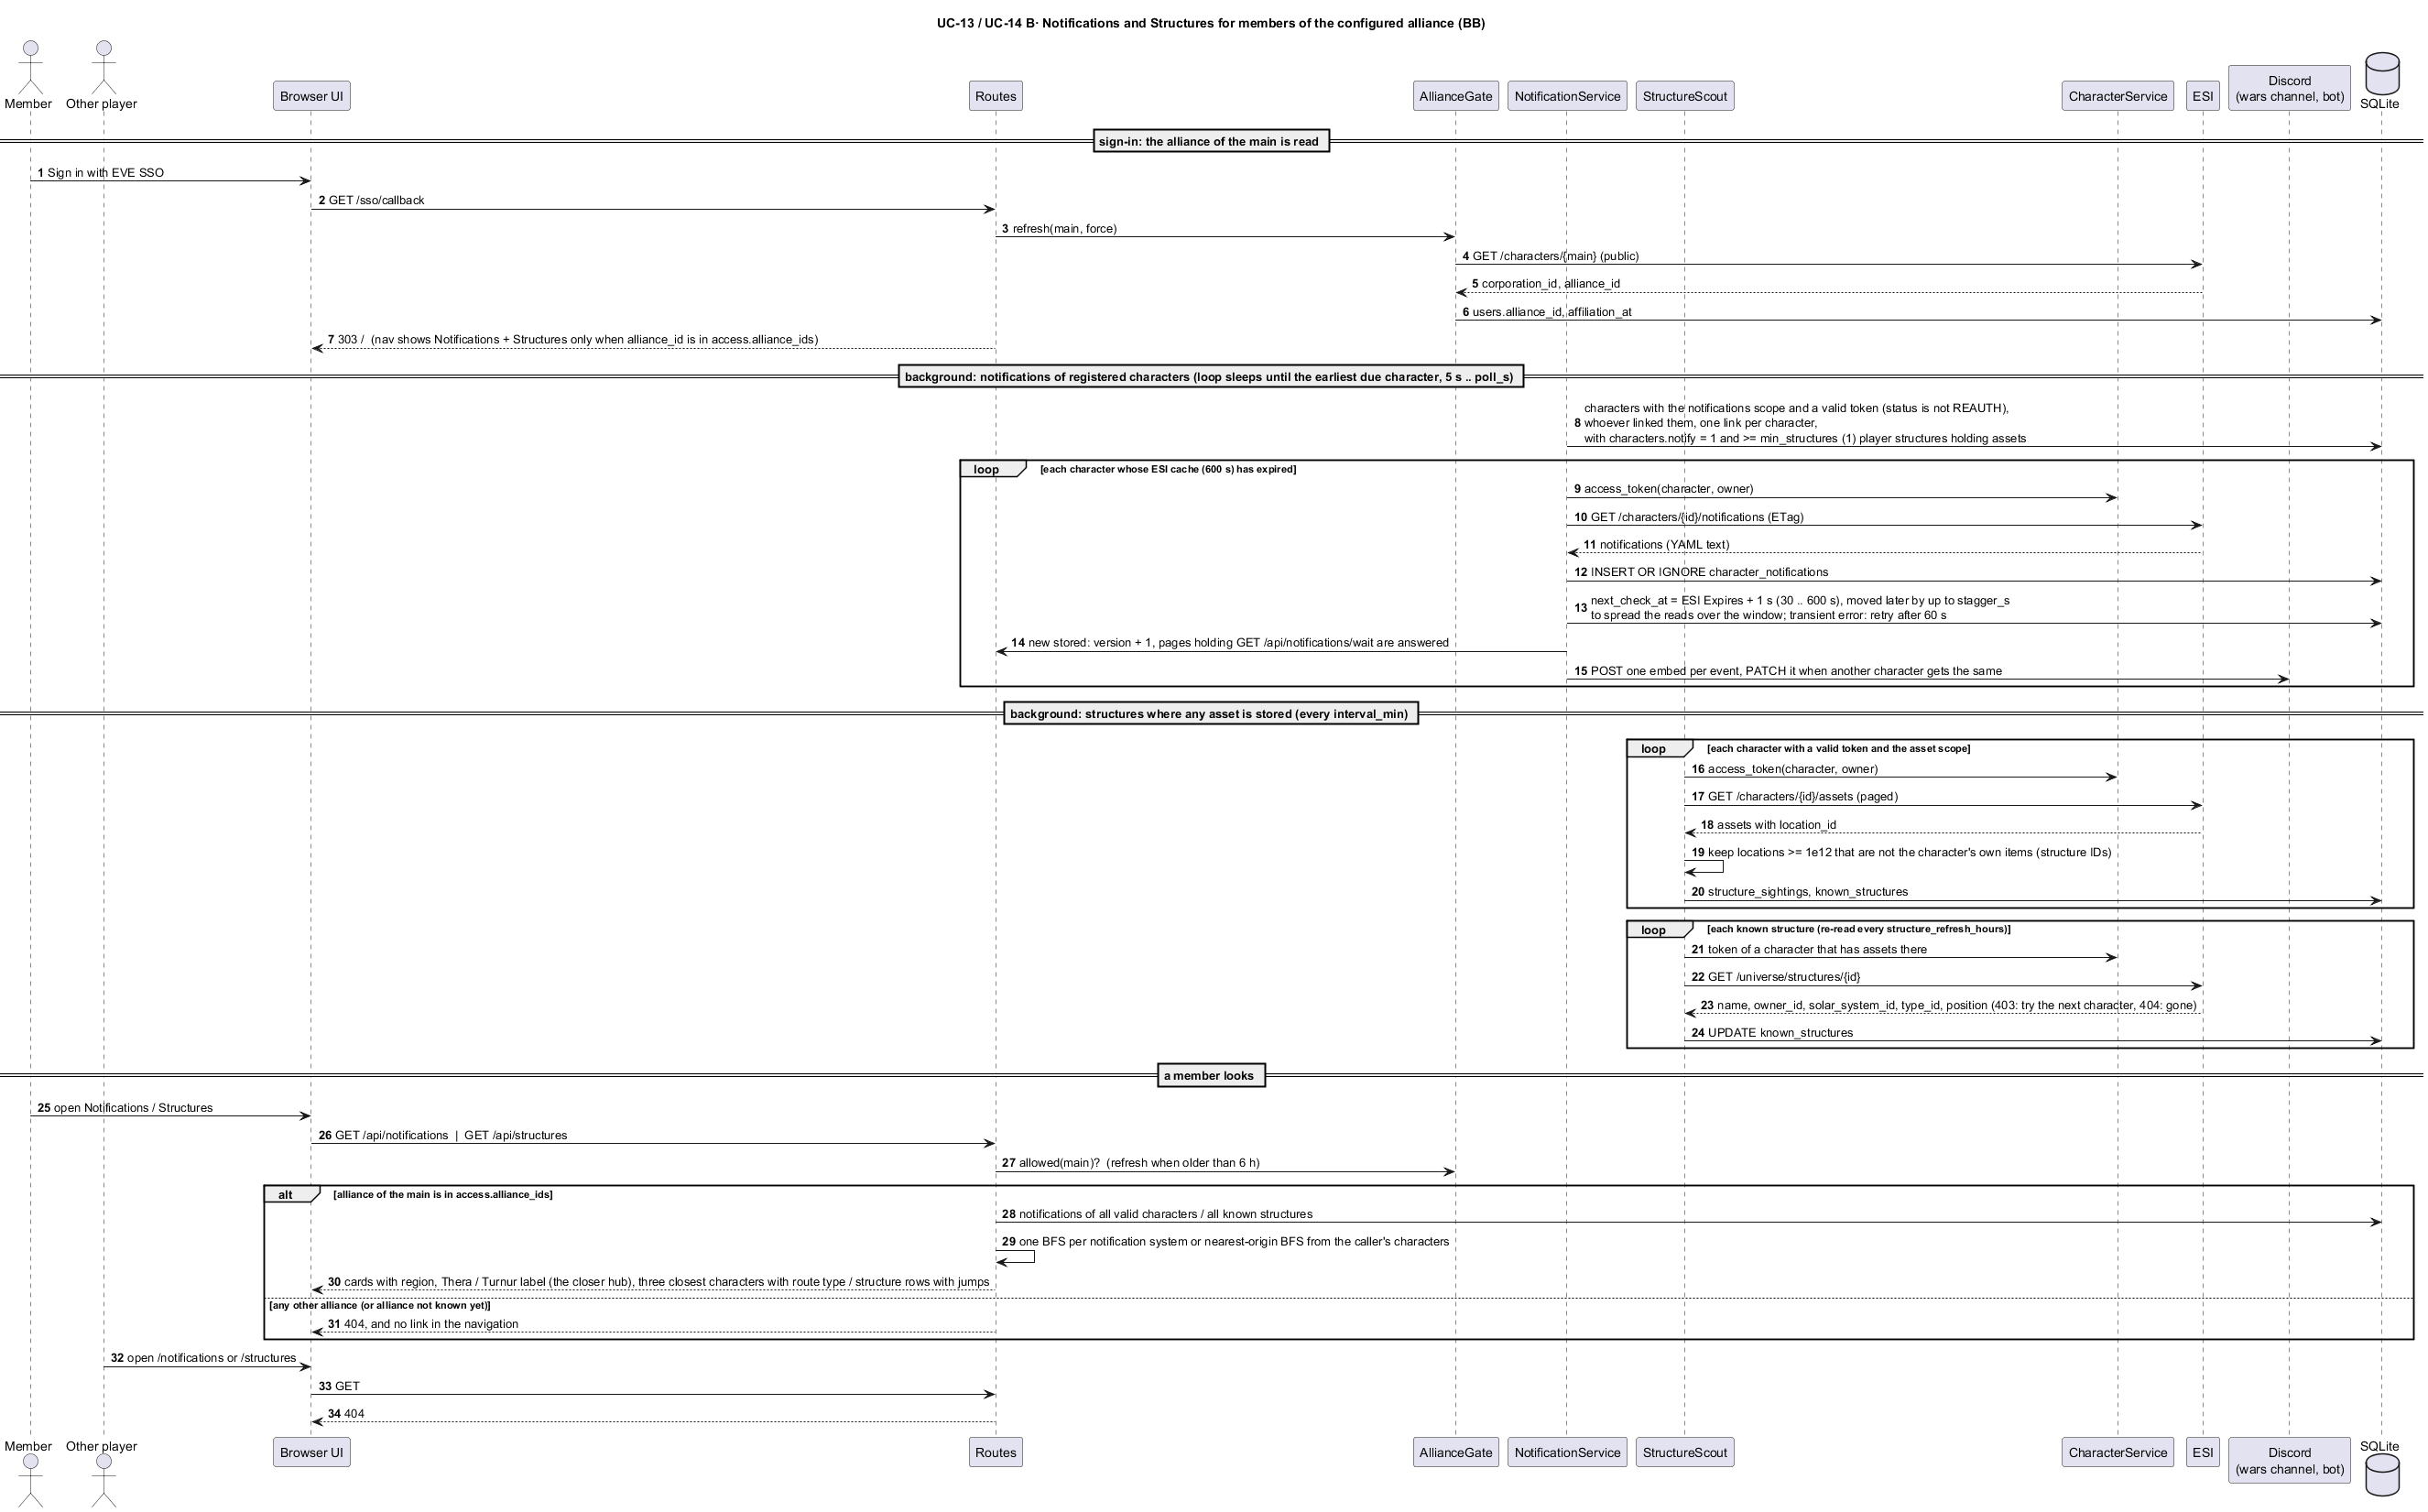 UC-13 / UC-14 B· Notifications and Structures for members of the configured alliance (BB)
Member
Other player
Browser UI
Routes
AllianceGate
NotificationService
StructureScout
CharacterService
ESI
Discord
(wars channel, bot)
SQLite
sign-in: the alliance of the main is read
1 Sign in with EVE SSO
2 GET /sso/callback
3 refresh(main, force)
4 GET /characters/{main} (public)
5 corporation_id, alliance_id
6 users.alliance_id, affiliation_at
7 303 /  (nav shows Notifications + Structures only when alliance_id is in access.alliance_ids)
background: notifications of registered characters (loop sleeps until the earliest due character, 5 s .. poll_s)
characters with the notifications scope and a valid token (status is not REAUTH),
8 whoever linked them, one link per character,
with characters.notify = 1 and >= min_structures (1) player structures holding assets
loop [each character whose ESI cache (600 s) has expired]
9 access_token(character, owner)
10 GET /characters/{id}/notifications (ETag)
11 notifications (YAML text)
12 INSERT OR IGNORE character_notifications
13 next_check_at = ESI Expires + 1 s (30 .. 600 s), moved later by up to stagger_s
to spread the reads over the window; transient error: retry after 60 s
14 new stored: version + 1, pages holding GET /api/notifications/wait are answered
15 POST one embed per event, PATCH it when another character gets the same
background: structures where any asset is stored (every interval_min)
loop [each character with a valid token and the asset scope]
16 access_token(character, owner)
17 GET /characters/{id}/assets (paged)
18 assets with location_id
19 keep locations >= 1e12 that are not the character's own items (structure IDs)
20 structure_sightings, known_structures
loop [each known structure (re-read every structure_refresh_hours)]
21 token of a character that has assets there
22 GET /universe/structures/{id}
23 name, owner_id, solar_system_id, type_id, position (403: try the next character, 404: gone)
24 UPDATE known_structures
a member looks
25 open Notifications / Structures
26 GET /api/notifications  |  GET /api/structures
27 allowed(main)?  (refresh when older than 6 h)
alt [alliance of the main is in access.alliance_ids]
28 notifications of all valid characters / all known structures
29 one BFS per notification system or nearest-origin BFS from the caller's characters
30 cards with region, Thera / Turnur label (the closer hub), three closest characters with route type / structure rows with jumps
[any other alliance (or alliance not known yet)]
31 404, and no link in the navigation
32 open /notifications or /structures
33 GET
34 404
Member
Other player
Browser UI
Routes
AllianceGate
NotificationService
StructureScout
CharacterService
ESI
Discord
(wars channel, bot)
SQLite